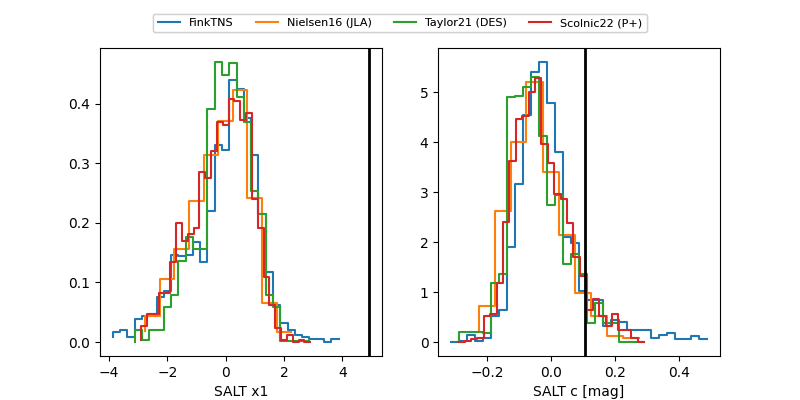 FinkTNS Nielsen16 (JLA) Taylor21 (DES) Scolnic22 (P+)
0.4
0.3
0.2
0.1
0.0
−4 −2 0 2 4
SALT x1
5
4
3
2
1
0
−0.2 0.0 0.2 0.4
SALT c [mag]